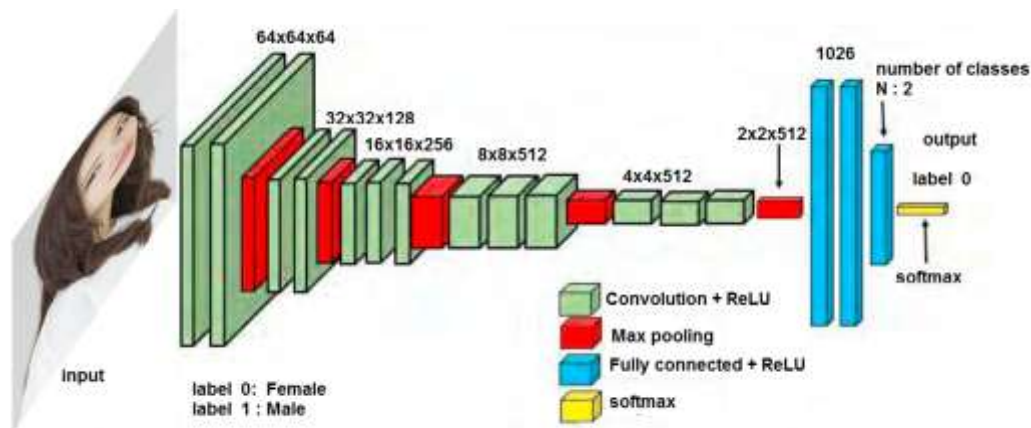 64x64x64
32x32x128
16x16x256
8x8x512
4x4x512
2x2x512
1026
number of classes
N : 2
output
label 0
softmax
input
label 0: Female
label 1 : Male
Convolution + ReLU
Max pooling
Fully connected + ReLU
softmax